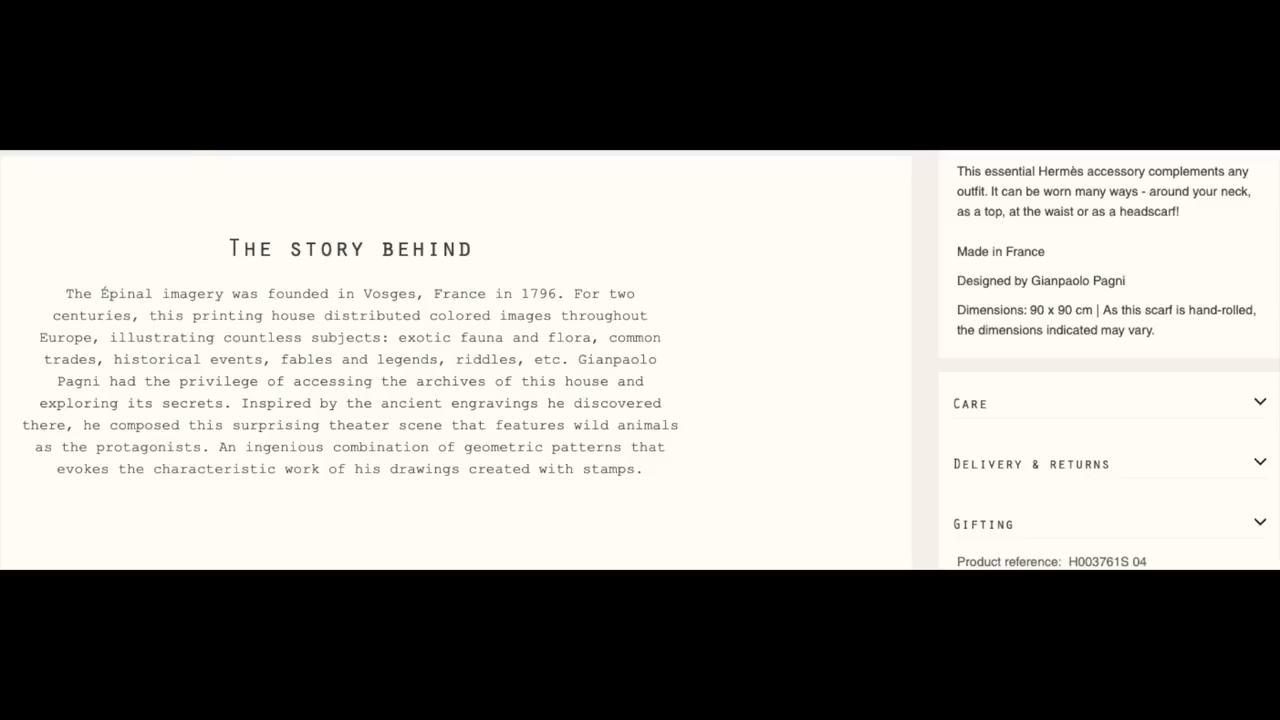 The story behind
The Épinal imagery was founded in Vosges, France in 1796. For two
centuries, this printing house distributed colored images throughout
Europe, illustrating countless subjects: exotic fauna and flora, common
trades, historical events, fables and legends, riddles, etc. Gianpaolo
Pagni had the privilege of accessing the archives of this house and
exploring its secrets. Inspired by the ancient engravings he discovered
there, he composed this surprising theater scene that features wild animals
as the protagonists. An ingenious combination of geometric patterns that
evokes the characteristic work of his drawings created with stamps.
This essential Hermès accessory complements any
outfit. It can be worn many ways - around your neck,
as a top, at the waist or as a headscarf!
Made in France
Designed by Gianpaolo Pagni
Dimensions: 90 x 90 cm | As this scarf is hand-rolled,
the dimensions indicated may vary.
Care
Delivery & returns
Gifting
Product reference: H003761S 04